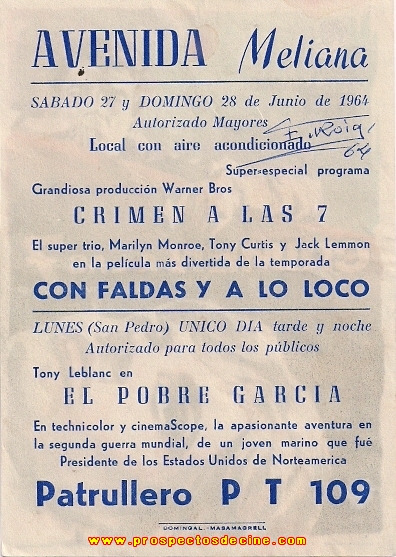 AVENIDA Meliana
SABADO 27 y DOMINGO 28 de Junio de 1964
Autorizado Mayores
Local con aire acondicionado
E. Roig
64
Super-especial programa
Grandiosa producción Warner Bros
CRIMEN A LAS 7
El super trio, Marilyn Monroe, Tony Curtis y Jack Lemmon
en la película más divertida de la temporada
CON FALDAS Y A LO LOCO
LUNES (San Pedro) UNICO DIA tarde y noche
Autorizado para todos los públicos
Tony Leblanc en
EL POBRE GARCIA
En technicolor y cinemaScope, la apasionante aventura en
la segunda guerra mundial, de un joven marino que fué
Presidente de los Estados Unidos de Norteamerica
Patrullero P T 109
DOMINGAL.-MASAMAGRELL
www.prospectosdecine.com